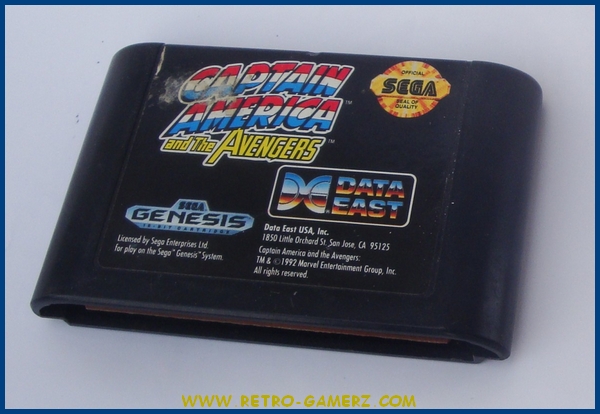 CAPTAIN
AMERICA™
and The AVENGERS™
OFFICIAL
SEGA
SEAL OF
QUALITY
DATA
EAST
SEGA
GENESIS
16-BIT CARTRIDGE
Licensed by Sega Enterprises Ltd.
for play on the Sega™ Genesis™ System.
Data East USA, Inc.
1850 Little Orchard St., San Jose, CA 95125
Captain America and the Avengers:
TM & ©1992 Marvel Entertainment Group, Inc.
All rights reserved.
WWW.RETRO-GAMERZ.COM